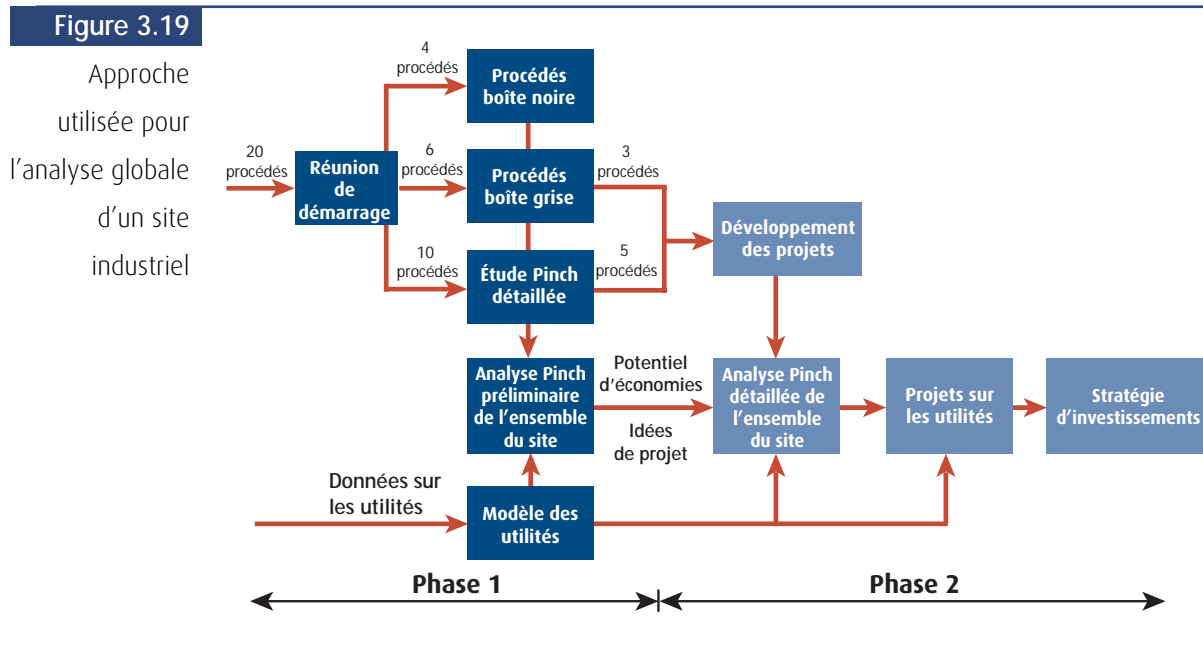 Figure 3.19
Approche
utilisée pour
l'analyse globale
d'un site
industriel
20
procédés
Réunion
de
démarrage
4
procédés
6
procédés
10
procédés
Procédés
boîte noire
Procédés
boîte grise
Étude Pinch
détaillée
3
procédés
5
procédés
Développement
des projets
Analyse Pinch
préliminaire
de l'ensemble
du site
Potentiel
d'économies
Idées
de projet
Analyse Pinch
détaillée de
l'ensemble
du site
Projets sur
les utilités
Stratégie
d'investissements
Données sur
les utilités
Modèle des
utilités
Phase 1
Phase 2